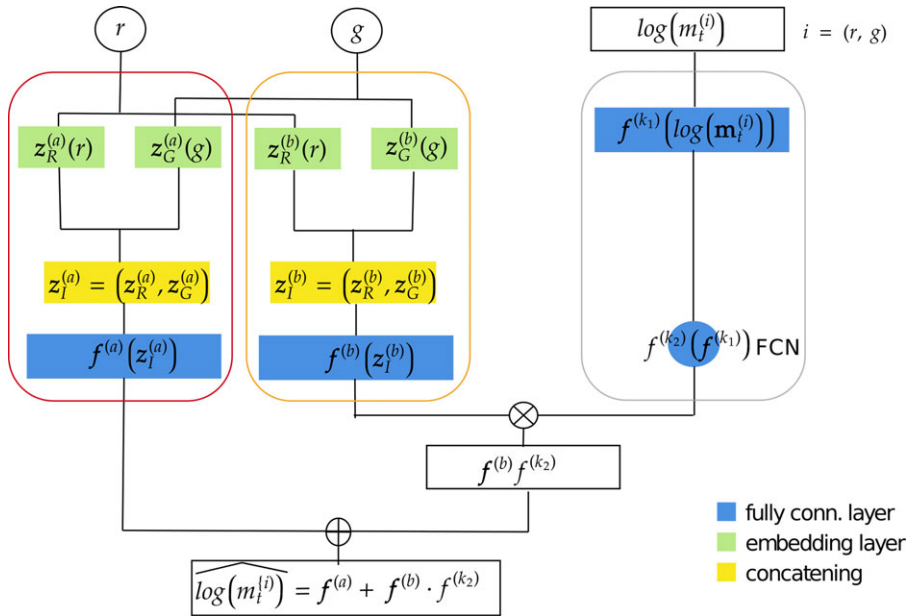 r
g
log(m_t^{(i)})
i = (r, g)
z_R^{(a)}(r)
z_G^{(a)}(g)
z_R^{(b)}(r)
z_G^{(b)}(g)
f^{(k_1)}(log(m_t^{(i)}))
z_I^{(a)} = (z_R^{(a)}, z_G^{(a)})
z_I^{(b)} = (z_R^{(b)}, z_G^{(b)})
f^{(a)}(z_I^{(a)})
f^{(b)}(z_I^{(b)})
f^{(k_2)}(f^{(k_1)}) FCN
⊗
f^{(b)} f^{(k_2)}
fully conn. layer
embedding layer
concatening
⊕
\widehat{log(m_t^{(i)})} = f^{(a)} + f^{(b)} · f^{(k_2)}